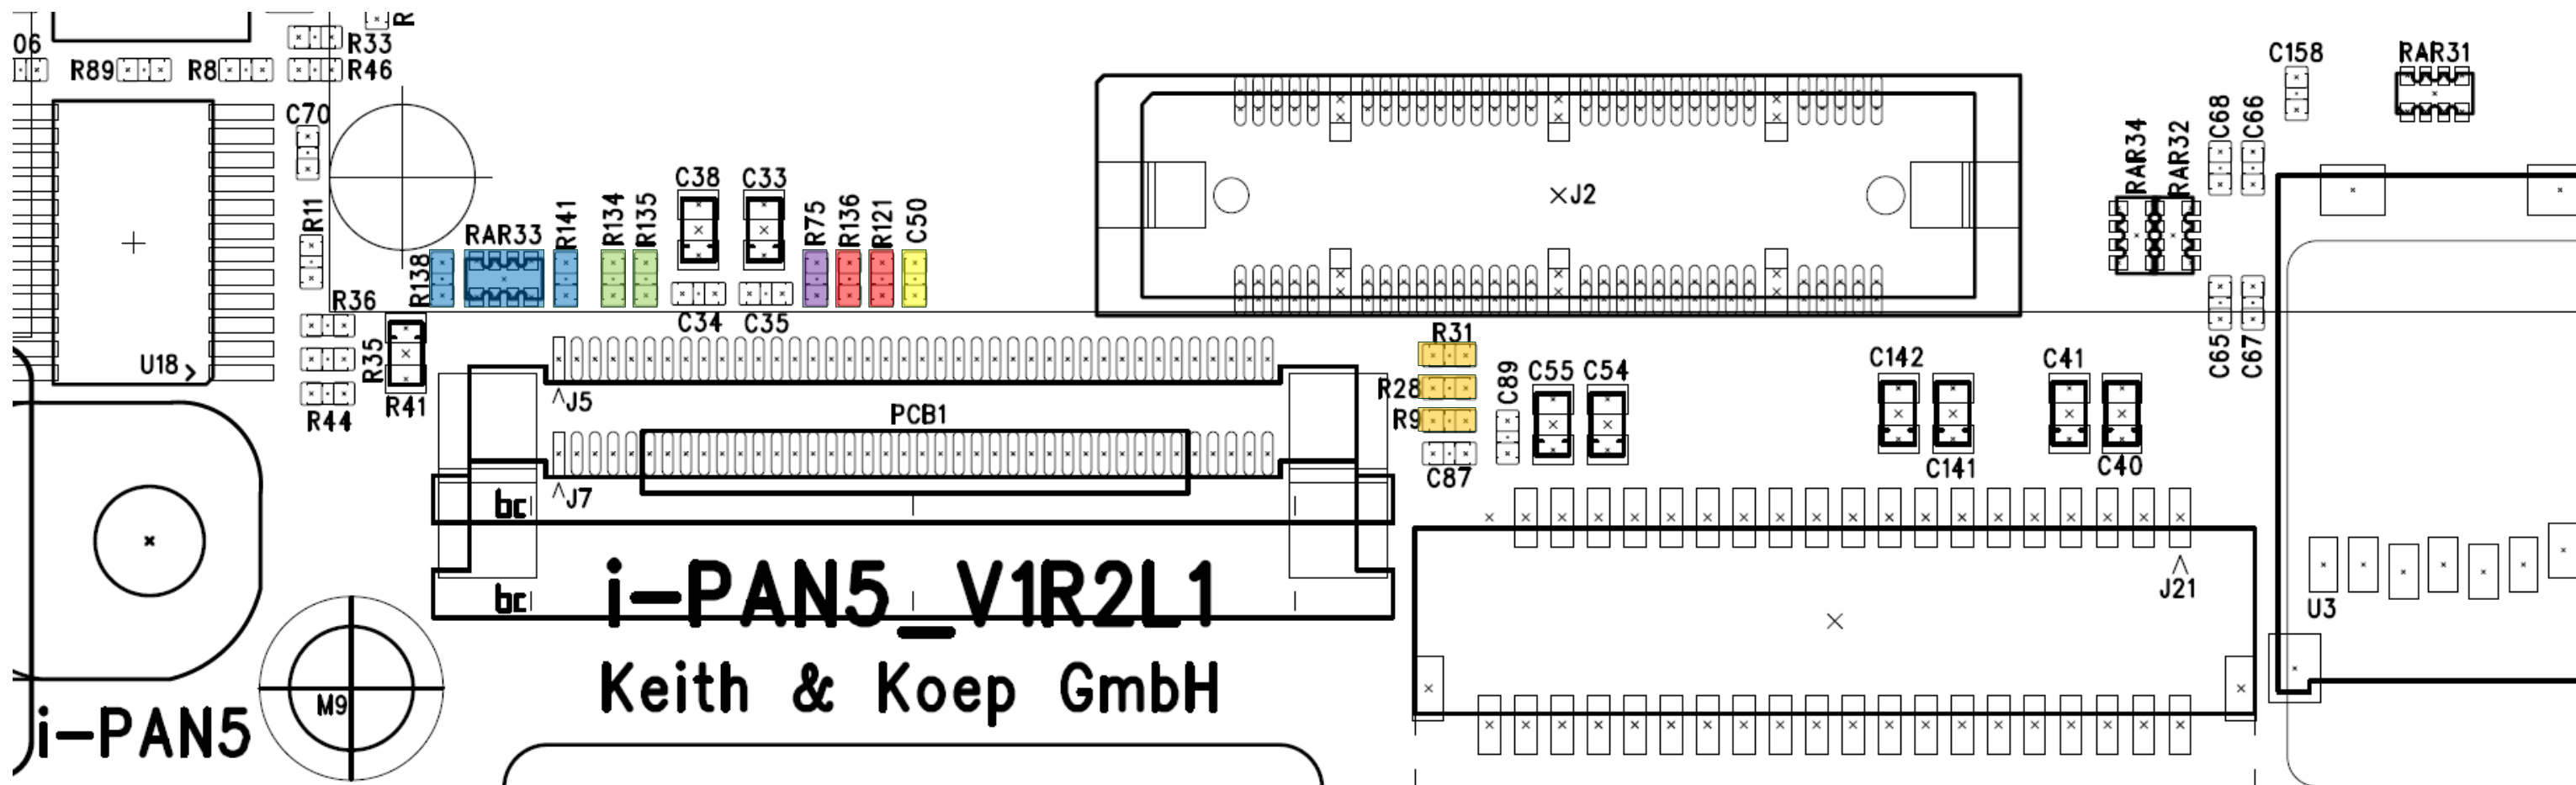 06
R89
R8
R33
R46
R
C70
R11
R36
R35
R44
R41
U18
R138
RAR33
R141
R134
R135
C38
C33
C34
C35
R75
R136
R121
C50
J2
J5
PCB1
J7
bc
bc
i-PAN5_V1R2L1
Keith & Koep GmbH
M9
i-PAN5
R31
R28
R9
C87
C89
C55
C54
C142
C141
C41
C40
J21
RAR34
RAR32
C68
C66
C65
C67
C158
RAR31
U3